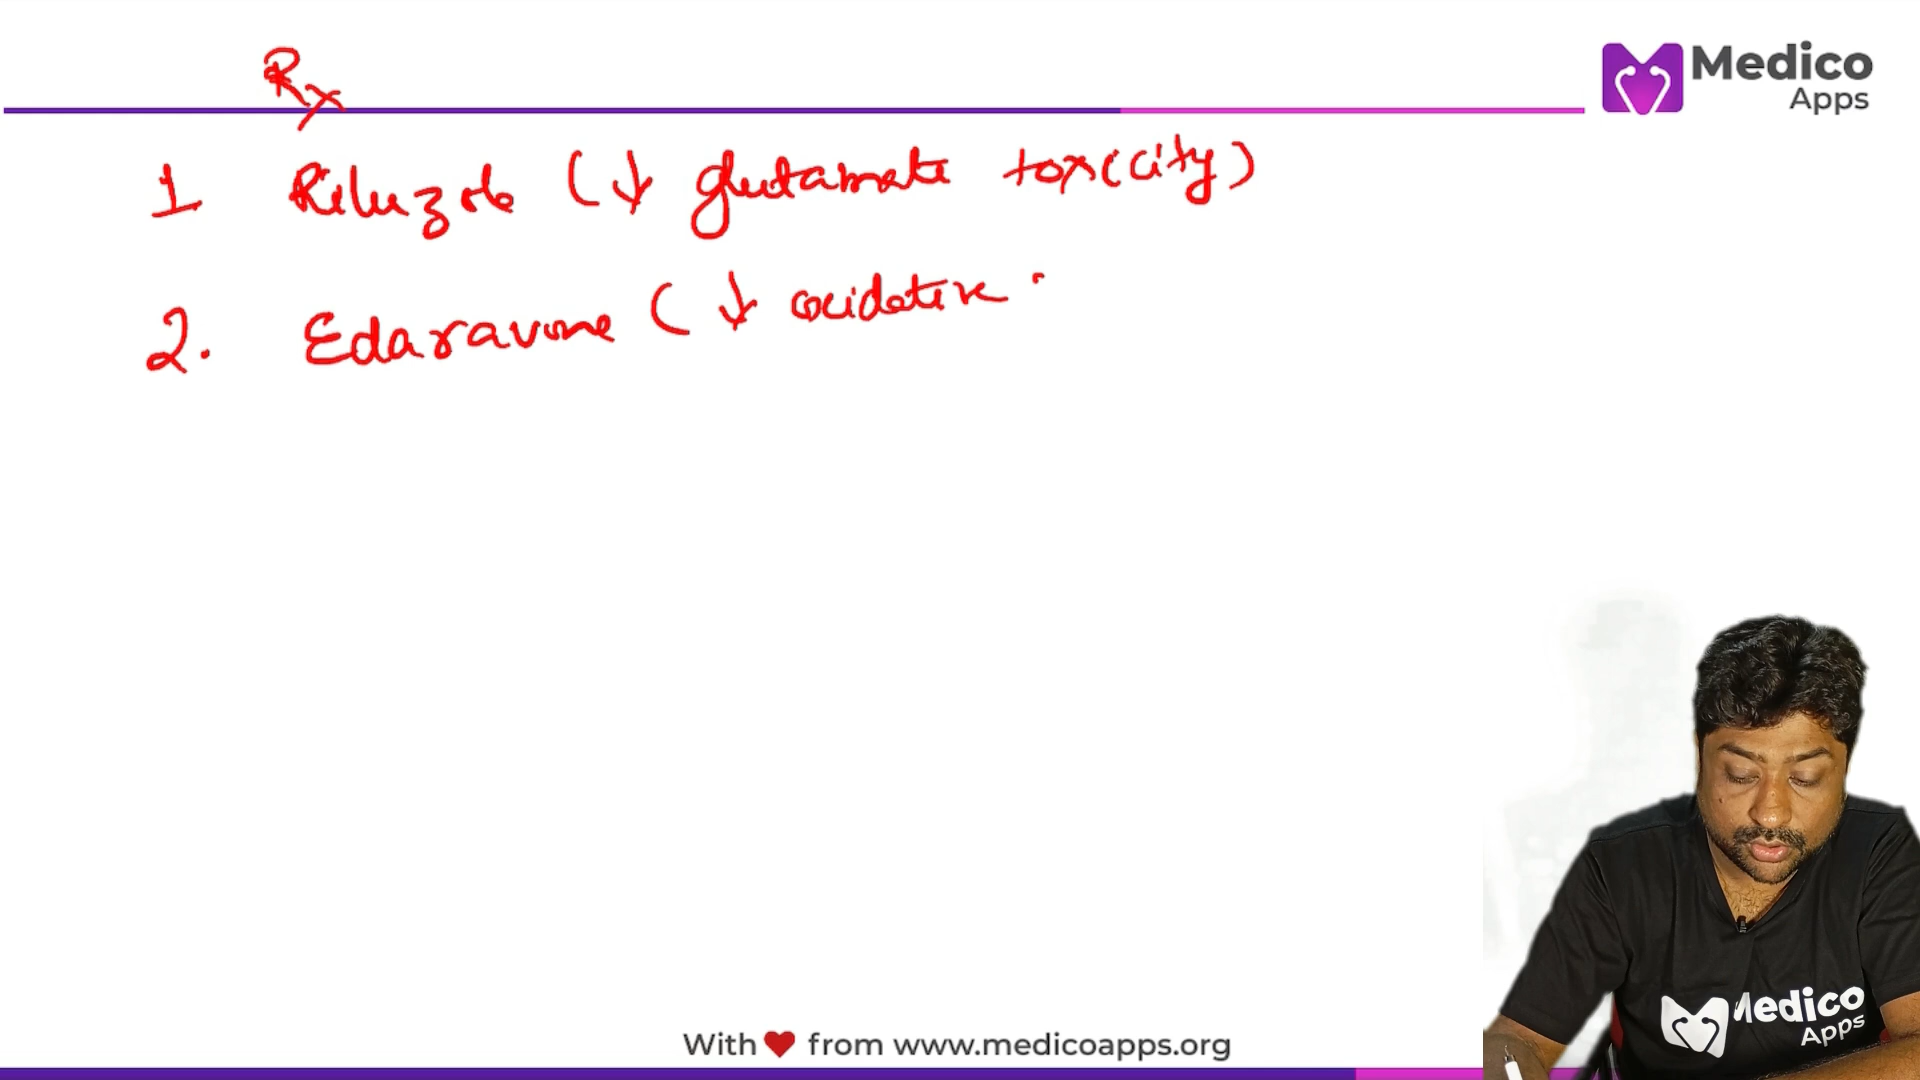 Rx
Medico
Apps
1 Riluzole (↓ glutamate toxicity)
2. Edaravone (↓ oxidative
Medico
Apps
With ❤ from www.medicoapps.org